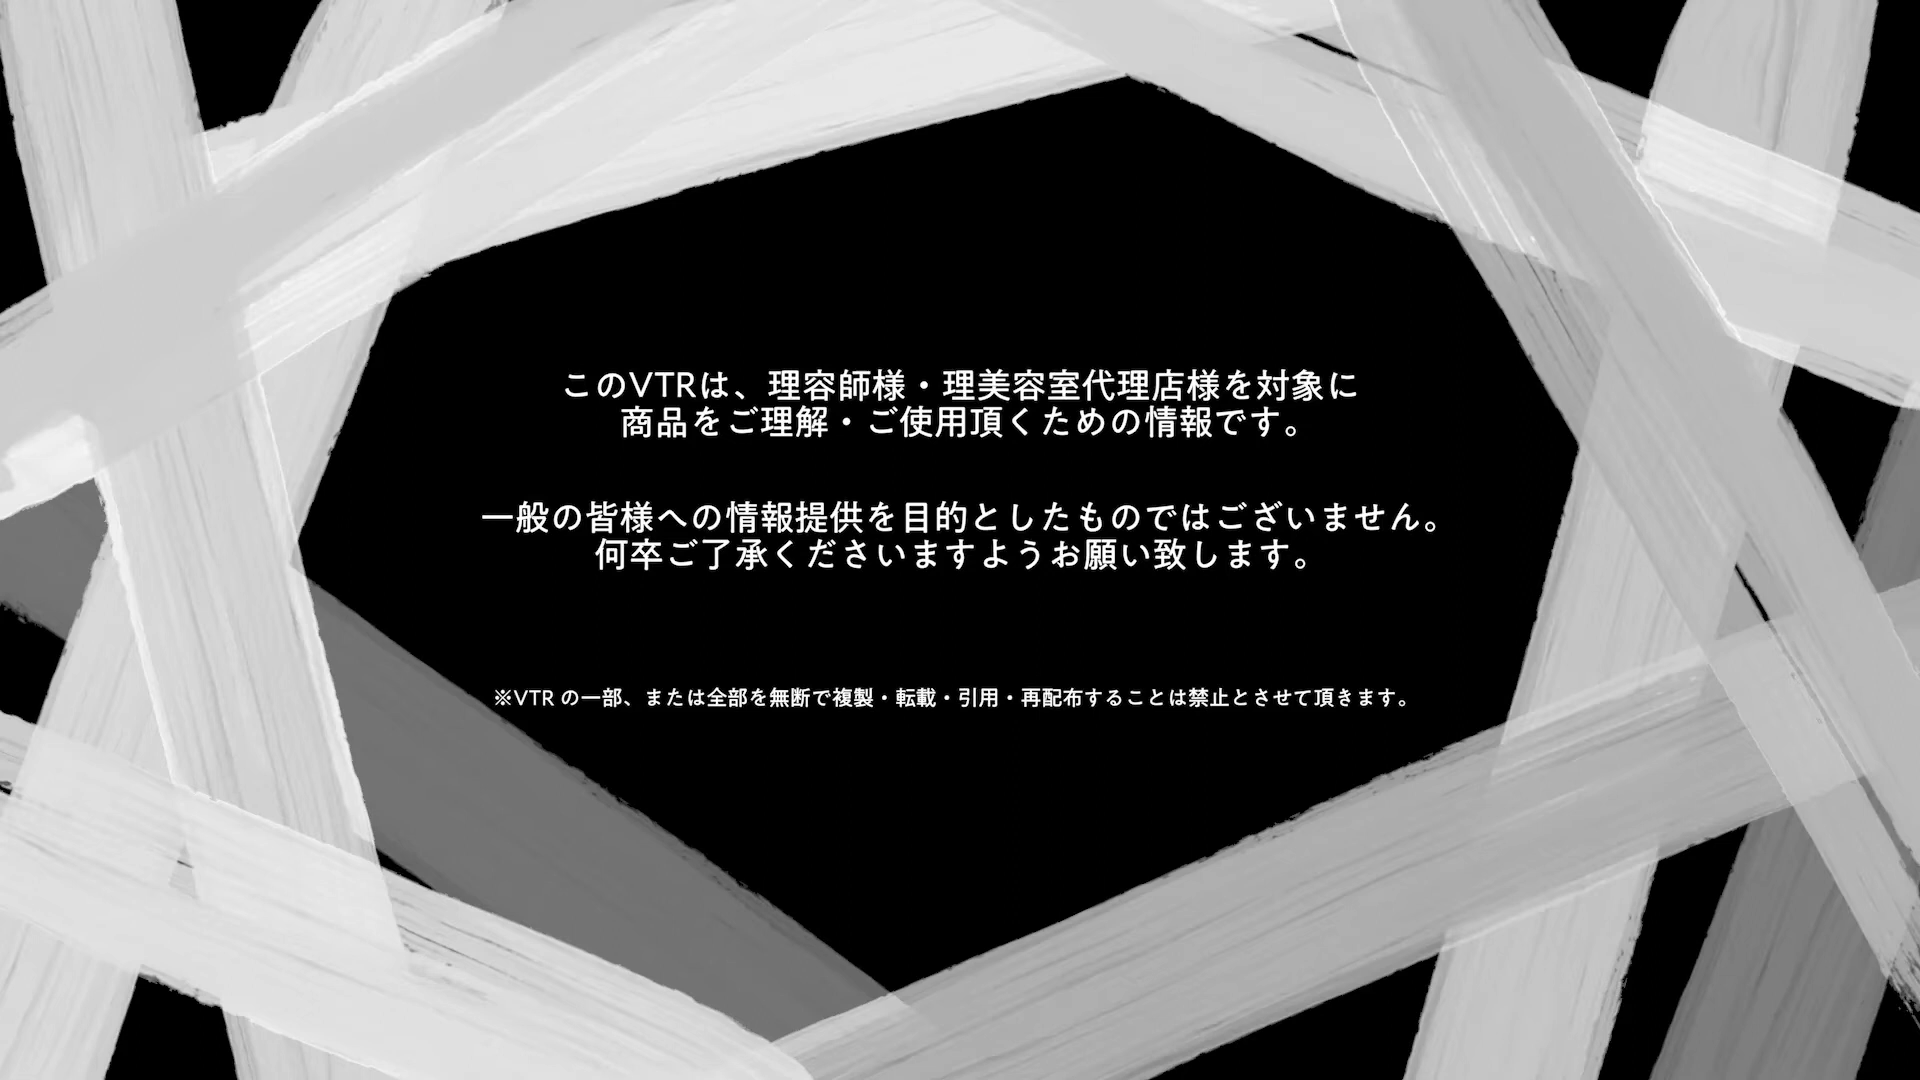 このVTRは、理容師様・理美容室代理店様を対象に
商品をご理解・ご使用頂くための情報です。
一般の皆様への情報提供を目的としたものではございません。
何卒ご了承くださいますようお願い致します。
※VTR の一部、または全部を無断で複製・転載・引用・再配布することは禁止とさせて頂きます。